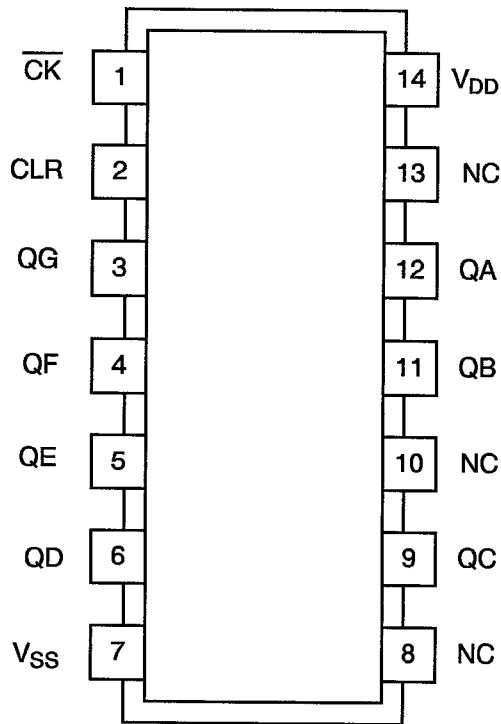 C̅K̅ 1 14 VDD
CLR 2 13 NC
QG 3 12 QA
QF 4 11 QB
QE 5 10 NC
QD 6 9 QC
VSS 7 8 NC